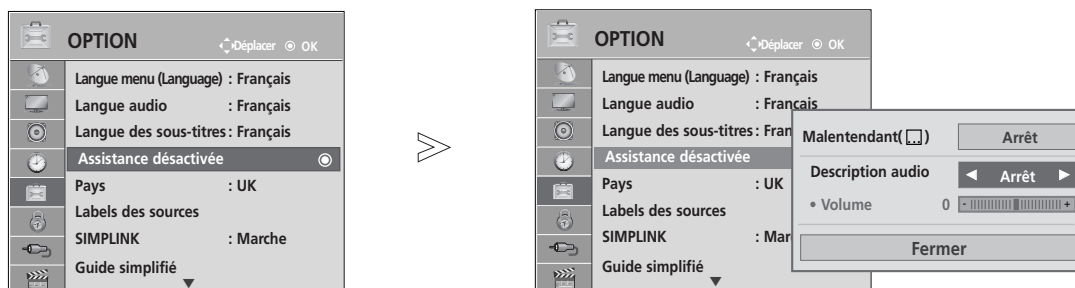 OPTION
Déplacer OK
Langue menu (Language) : Français
Langue audio : Français
Langue des sous-titres : Français
Assistance désactivée
Pays : UK
Labels des sources
SIMPLINK : Marche
Guide simplifié
OPTION
Déplacer OK
Langue menu (Language) : Français
Langue audio : Français
Langue des sous-titres : Fran
Assistance désactivée
Pays : UK
Labels des sources
SIMPLINK : Mar
Guide simplifié
Malentendant( ) Arrêt
Description audio ◀ Arrêt ▶
• Volume 0 - +
Fermer